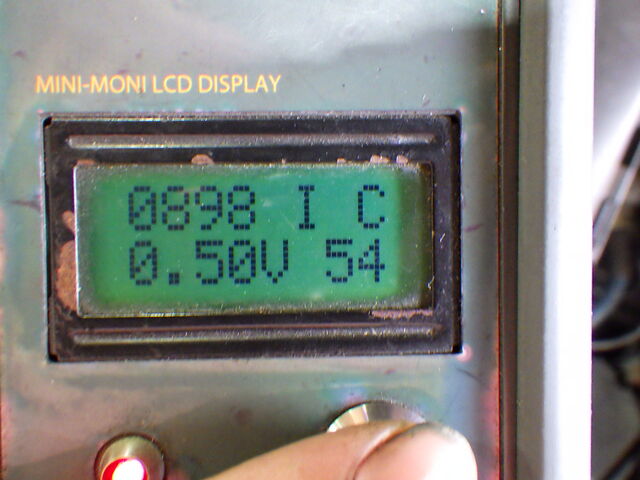 MINI-MONI LCD DISPLAY
0898 I C
0.50V 54